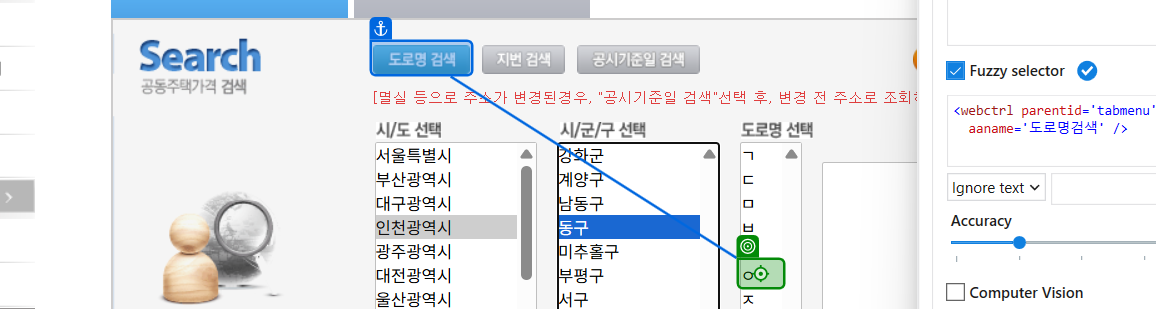 Search
공동주택가격 검색
도로명 검색
지번 검색
공시기준일 검색
[멸실 등으로 주소가 변경된경우, "공시기준일 검색"선택 후, 변경 전 주소로 조회
시/도 선택
서울특별시
부산광역시
대구광역시
인천광역시
광주광역시
대전광역시
울산광역시
시/군/구 선택
강화군
계양구
남동구
동구
미추홀구
부평구
서구
도로명 선택
ㄱ
ㄷ
ㅁ
ㅂ
ㅇ
ㅈ
Fuzzy selector
<webctrl parentid='tabmenu'
aaname='도로명검색' />
Ignore text
Accuracy
Computer Vision